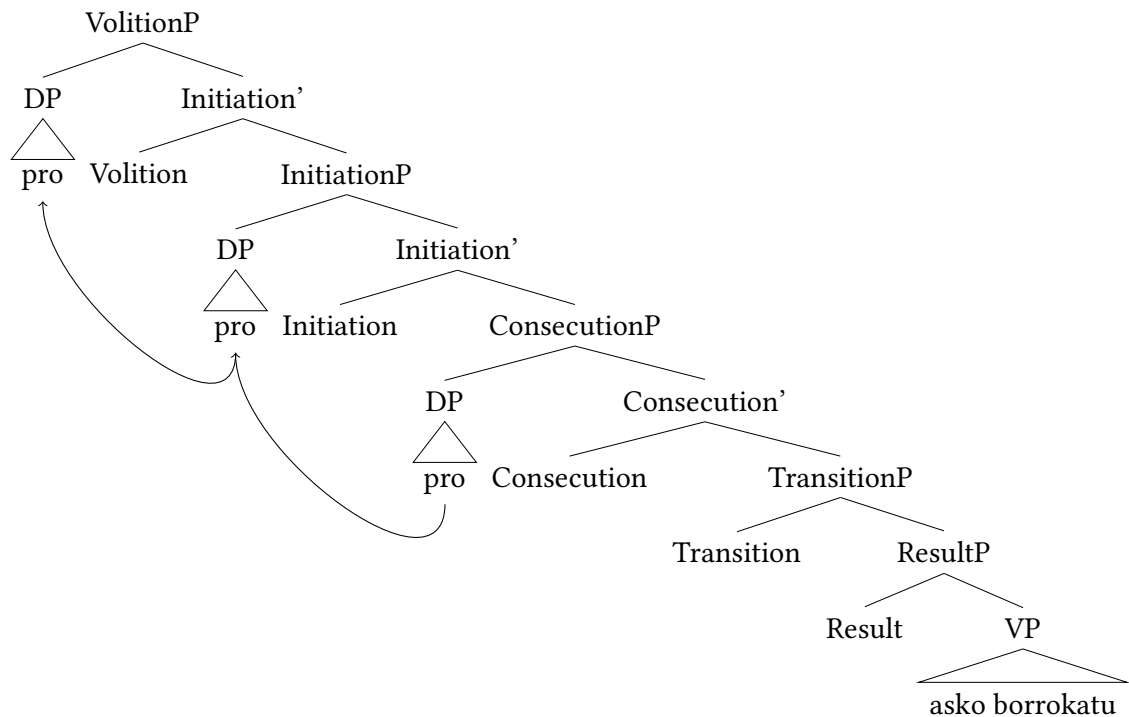 VolitionP
DP Initiation’
pro Volition InitiationP
DP Initiation’
pro Initiation ConsecutionP
DP Consecution’
pro Consecution TransitionP
Transition ResultP
Result VP
asko borrokatu